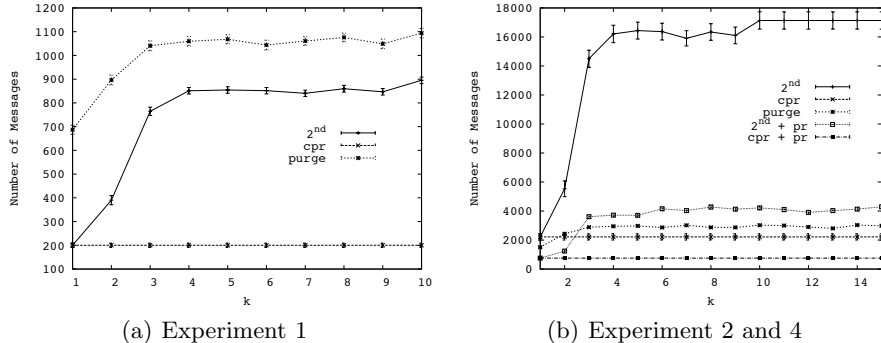 1200
1100
1000
900
800
700
600
500
400
300
200
100
1 2 3 4 5 6 7 8 9 10
k
Number of Messages
2nd
cpr
purge
(a) Experiment 1
18000
16000
14000
12000
10000
8000
6000
4000
2000
0
2 4 6 8 10 12 14
k
Number of Messages
2nd
cpr
purge
2nd + pr
cpr + pr
(b) Experiment 2 and 4